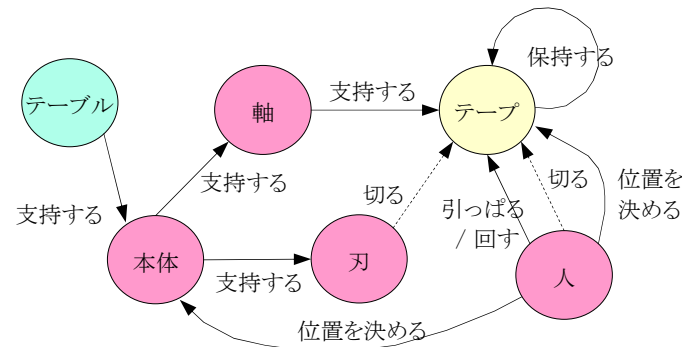 保持する
テーブル
軸
支持する
テープ
支持する
切る
切る
位置を
決める
支持する
引っぱる
/ 回す
本体
刃
人
支持する
位置を決める